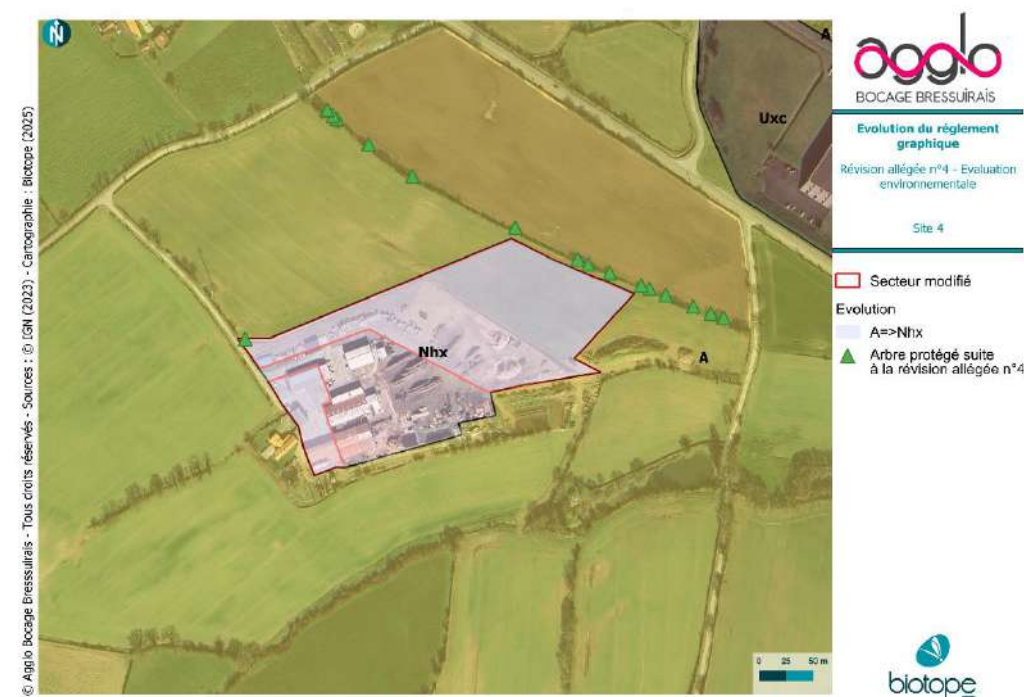 © Agglo Bocage Bresssuirais - Tous droits réservés - Sources : © IGN (2023) - Cartographie : Biotope (2025)
N
A
Uxc
Nhx
A
0 25 50 m
agglo
BOCAGE BRESSUIRAIS
Evolution du réglement
graphique
Révision allégée n°4 - Evaluation
environnementale
Site 4
Secteur modifié
Evolution
A=>Nhx
Arbre protégé suite
à la révision allégée n°4
biotope